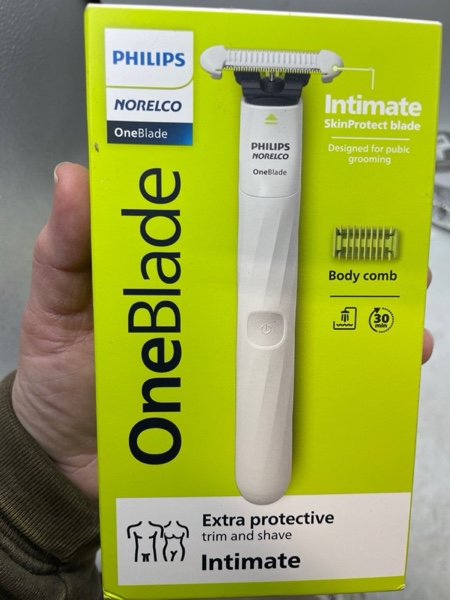 PHILIPS
NORELCO
OneBlade
OneBlade
PHILIPS
NORELCO
OneBlade
Intimate
SkinProtect blade
Designed for pubic
grooming
Body comb
30
min
Extra protective
trim and shave
Intimate